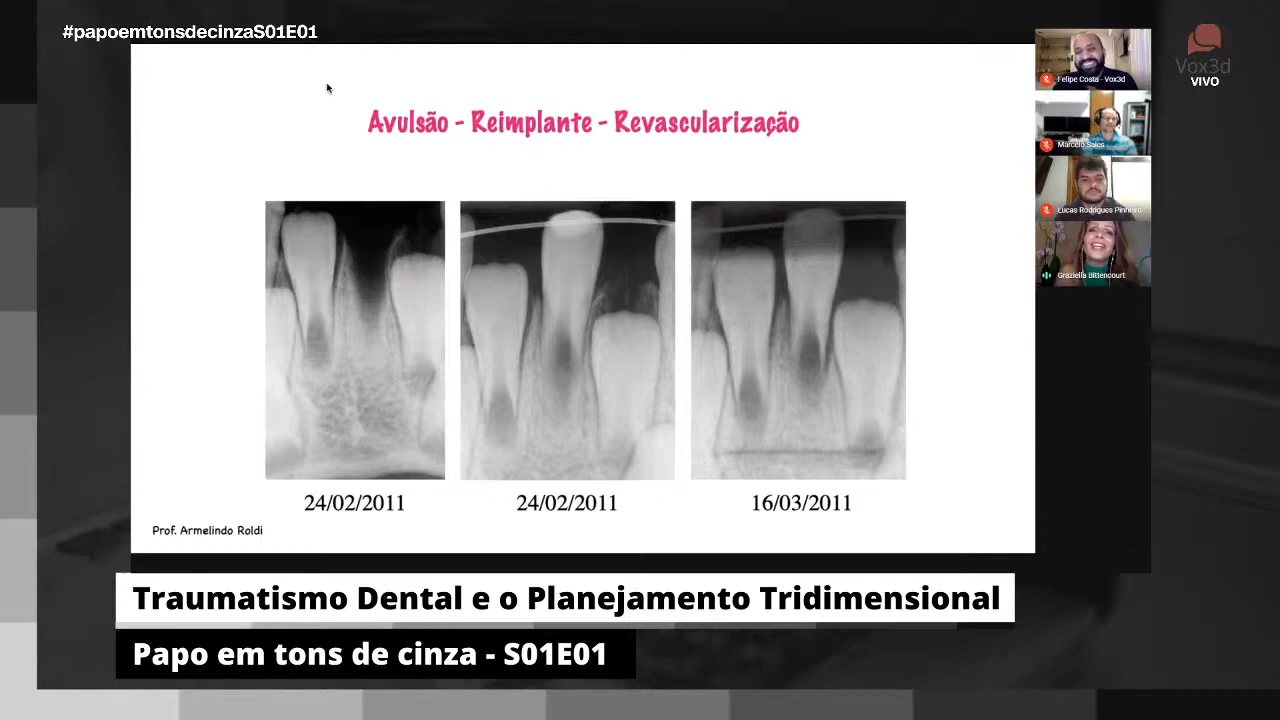 #papoemtonsdecinzaS01E01
Vox3d
VIVO
Felipe Costa - Vox3d
Marcelo Sales
Lucas Rodrigues Pinheiro
Graziella Bittencourt
Avulsão - Reimplante - Revascularização
24/02/2011
24/02/2011
16/03/2011
Prof. Armelindo Roldi
Traumatismo Dental e o Planejamento Tridimensional
Papo em tons de cinza - S01E01